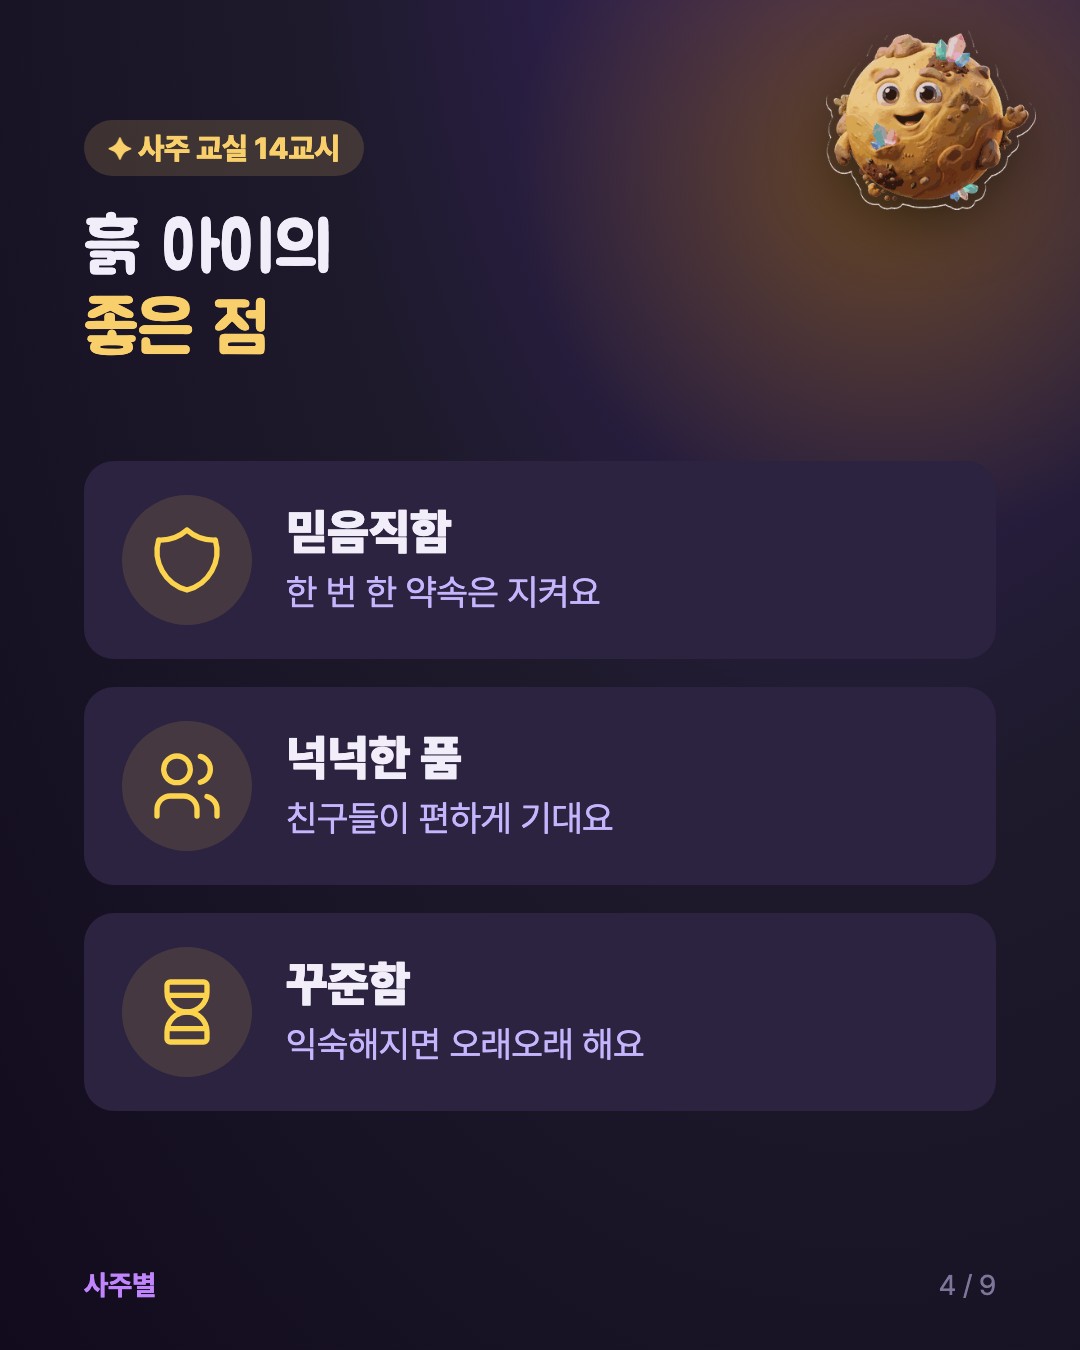 ✦ 사주 교실 14교시
흙 아이의
좋은 점
믿음직함
한 번 한 약속은 지켜요
넉넉한 품
친구들이 편하게 기대요
꾸준함
익숙해지면 오래오래 해요
사주별
4 / 9